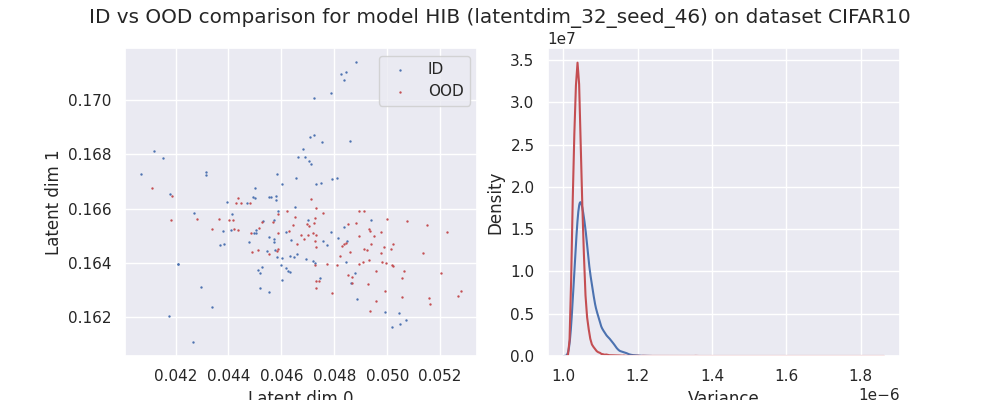 ID vs OOD comparison for model HIB (latentdim_32_seed_46) on dataset CIFAR10
ID
OOD
Latent dim 1
0.170
0.168
0.166
0.164
0.162
0.042 0.044 0.046 0.048 0.050 0.052
Latent dim 0
1e7
Density
3.5
3.0
2.5
2.0
1.5
1.0
0.5
0.0
1.0 1.2 1.4 1.6 1.8
Variance
1e−6